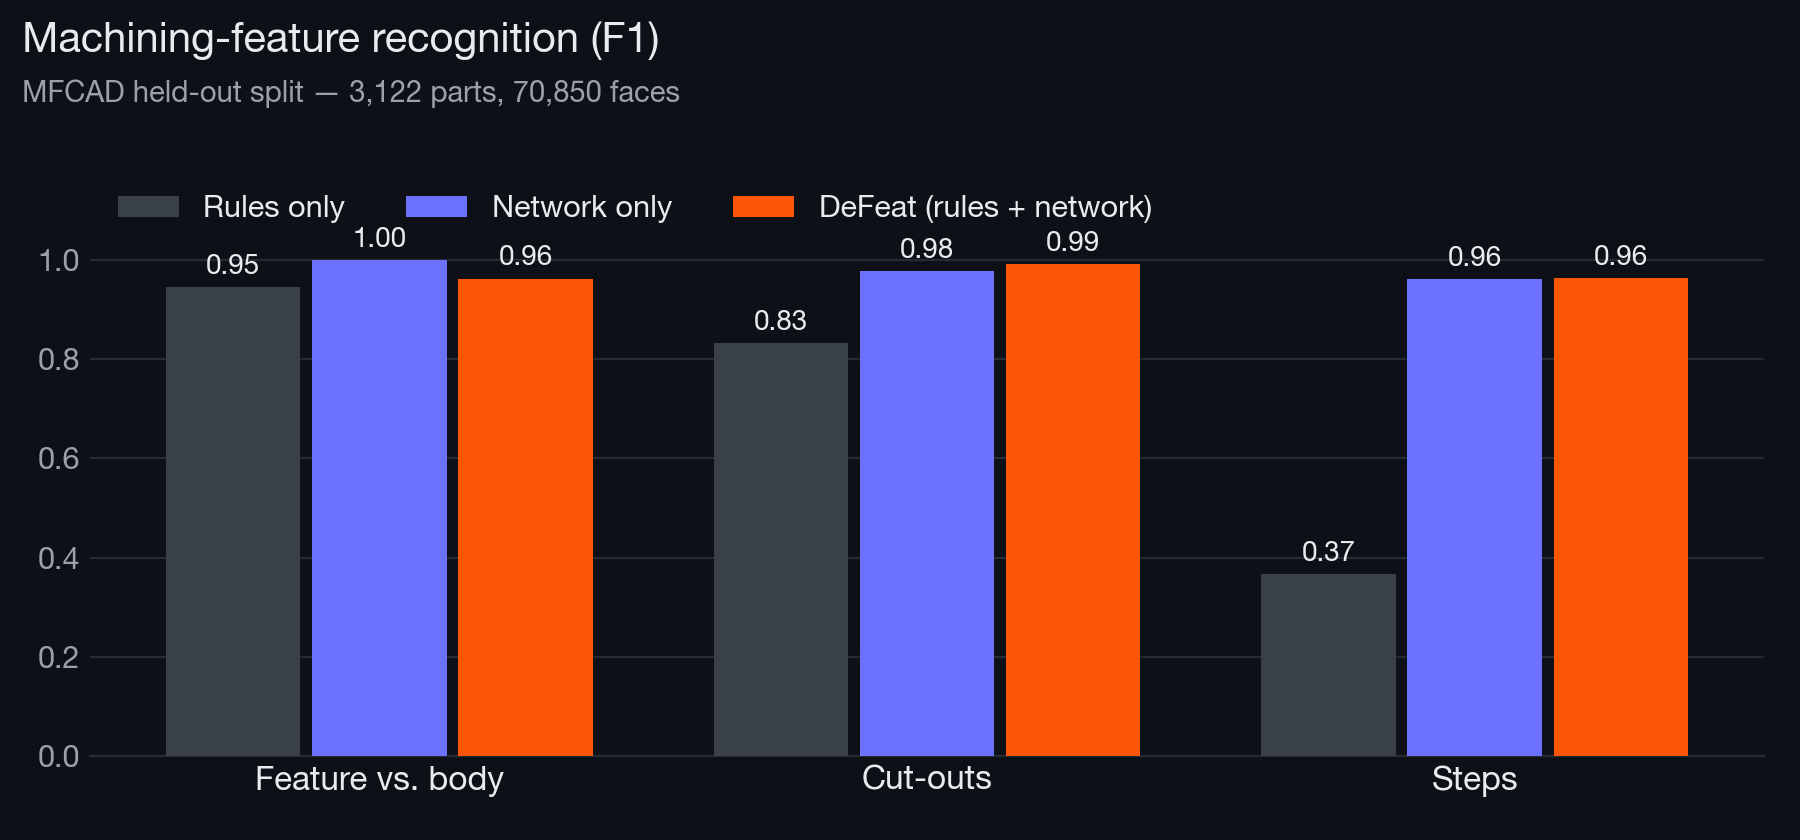 Machining-feature recognition (F1)
MFCAD held-out split — 3,122 parts, 70,850 faces
Rules only Network only DeFeat (rules + network)
1.0
0.8
0.6
0.4
0.2
0.0
0.95 1.00 0.96
0.83 0.98 0.99
0.37 0.96 0.96
Feature vs. body Cut-outs Steps